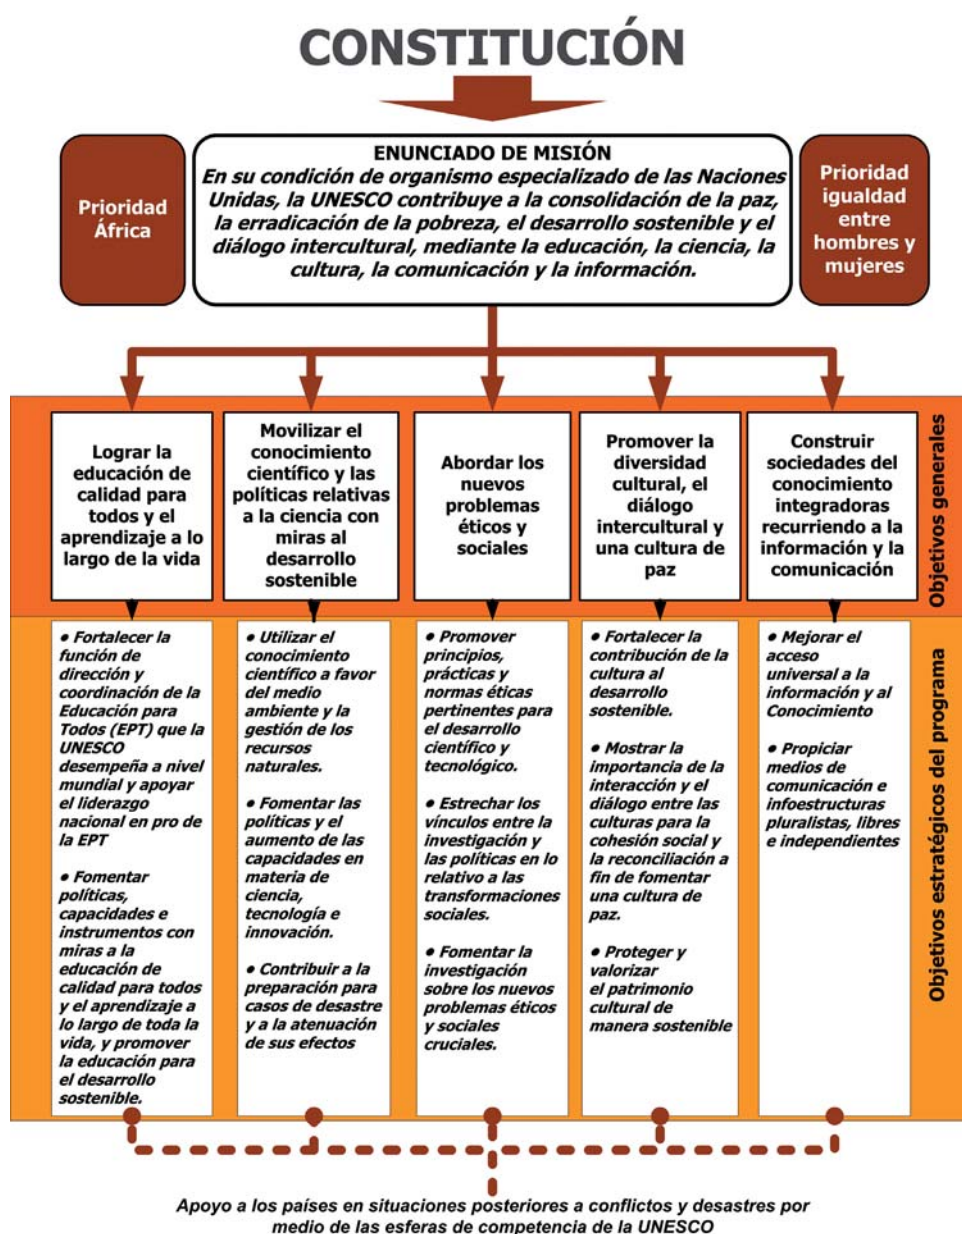 CONSTITUCIÓN
Prioridad
África
ENUNCIADO DE MISIÓN
En su condición de organismo especializado de las Naciones
Unidas, la UNESCO contribuye a la consolidación de la paz,
la erradicación de la pobreza, el desarrollo sostenible y el
diálogo intercultural, mediante la educación, la ciencia, la
cultura, la comunicación y la información.
Prioridad
igualdad
entre
hombres y
mujeres
Lograr la
educación de
calidad para
todos y el
aprendizaje a lo
largo de la vida
Movilizar el
conocimiento
científico y las
políticas relativas
a la ciencia con
miras al
desarrollo
sostenible
Abordar los
nuevos
problemas
éticos y
sociales
Promover la
diversidad
cultural, el
diálogo
intercultural y
una cultura de
paz
Construir
sociedades del
conocimiento
integradoras
recurriendo a la
información y la
comunicación
Objetivos generales
• Fortalecer la
función de
dirección y
coordinación de la
Educación para
Todos (EPT) que la
UNESCO
desempeña a nivel
mundial y apoyar
el liderazgo
nacional en pro de
la EPT
• Fomentar
políticas,
capacidades e
instrumentos con
miras a la
educación de
calidad para todos
y el aprendizaje a
lo largo de toda la
vida, y promover
la educación para
el desarrollo
sostenible.
• Utilizar el
conocimiento
científico a favor
del medio
ambiente y la
gestión de los
recursos
naturales.
• Fomentar las
políticas y el
aumento de las
capacidades en
materia de
ciencia,
tecnología e
innovación.
• Contribuir a la
preparación para
casos de desastre
y a la atenuación
de sus efectos
• Promover
principios,
prácticas y
normas éticas
pertinentes para
el desarrollo
científico y
tecnológico.
• Estrechar los
vínculos entre la
investigación y
las políticas en lo
relativo a las
transformaciones
sociales.
• Fomentar la
investigación
sobre los nuevos
problemas éticos
y sociales
cruciales.
• Fortalecer la
contribución de la
cultura al
desarrollo
sostenible.
• Mostrar la
importancia de la
interacción y el
diálogo entre las
culturas para la
cohesión social y
la reconciliación a
fin de fomentar
una cultura de
paz.
• Proteger y
valorizar
el patrimonio
cultural de
manera sostenible
• Mejorar el
acceso
universal a la
información y al
Conocimiento
• Propiciar
medios de
comunicación e
infoestructuras
pluralistas, libres
e independientes
Objetivos estratégicos del programa
Apoyo a los países en situaciones posteriores a conflictos y desastres por
medio de las esferas de competencia de la UNESCO